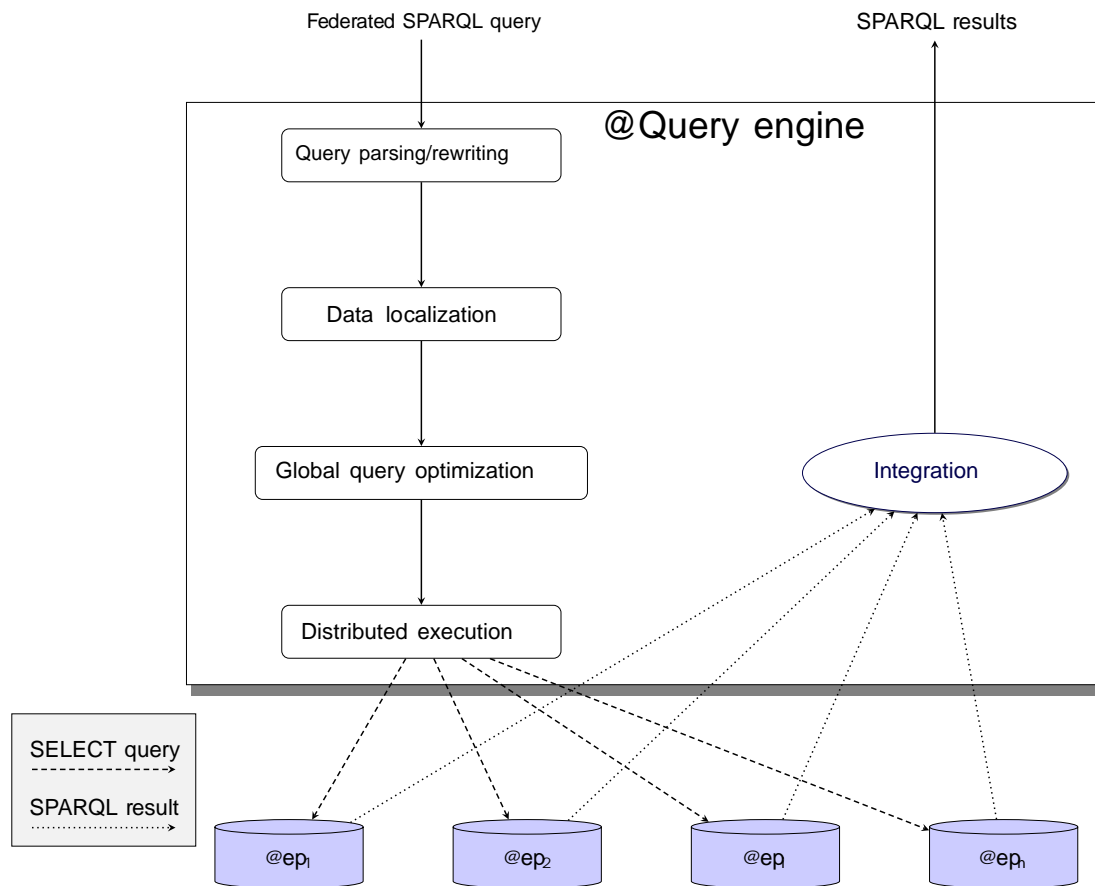 Federated SPARQL query
SPARQL results
@Query engine
Query parsing/rewriting
Data localization
Global query optimization
Integration
Distributed execution
SELECT query
SPARQL result
@ep₁
@ep₂
@epᵢ
@epₙ